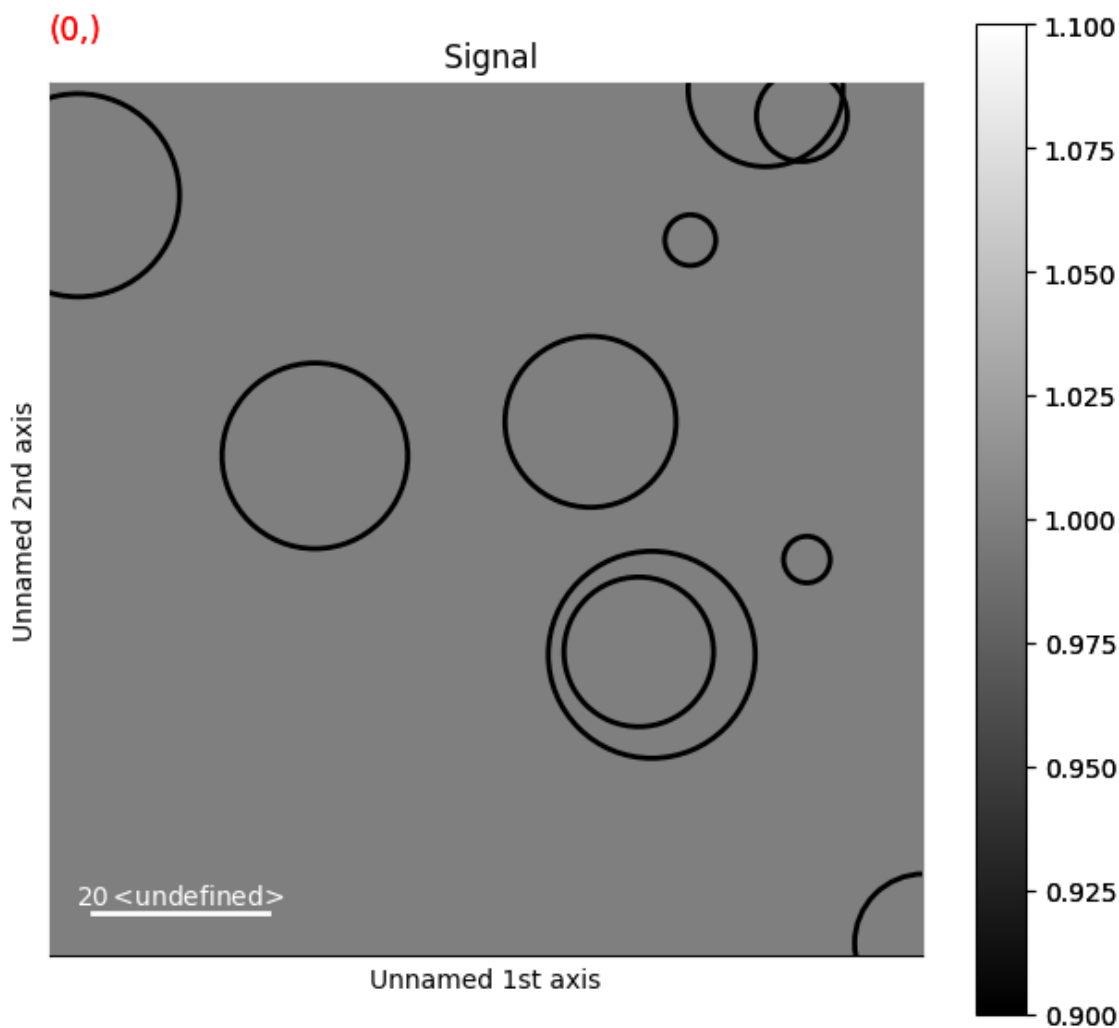 (0,)
Signal
Unnamed 2nd axis
20 <undefined>
Unnamed 1st axis
1.100
1.075
1.050
1.025
1.000
0.975
0.950
0.925
0.900